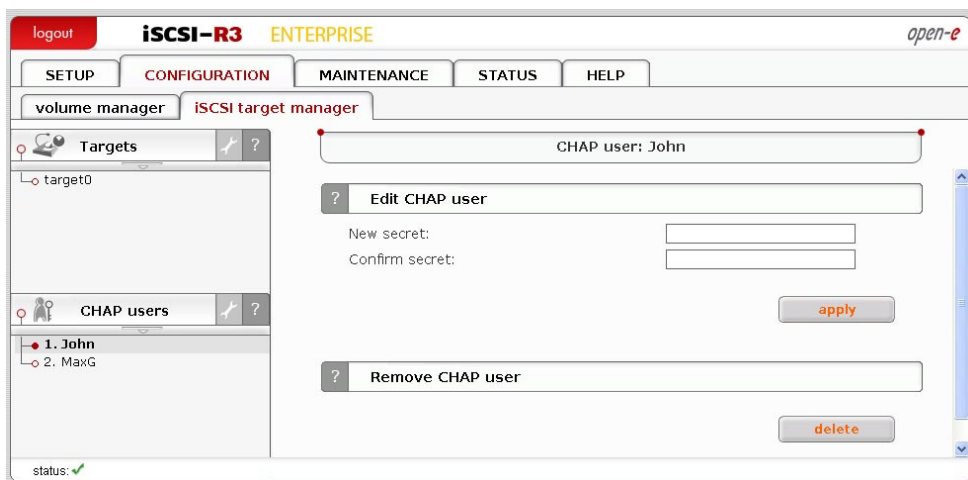 logout iSCSI-R3 ENTERPRISE open-e
SETUP CONFIGURATION MAINTENANCE STATUS HELP
volume manager iSCSI target manager
Targets ?
target0
CHAP users ?
1. John
2. MaxG
CHAP user: John
? Edit CHAP user
New secret:
Confirm secret:
apply
? Remove CHAP user
delete
status: